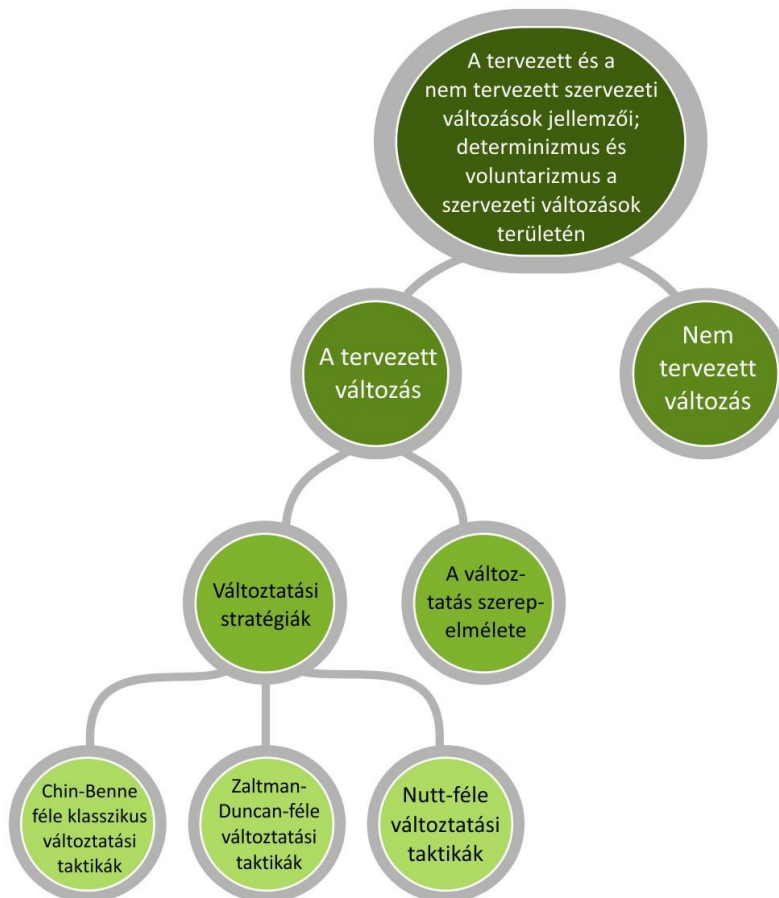 A tervezett és a
nem tervezett szervezeti
változások jellemzői;
determinizmus és
voluntarizmus a
szervezeti változások
területén
A tervezett
változás
Nem
tervezett
változás
Változtatási
stratégiák
A változ-
tatás szerep-
elmélete
Chin-Benne
féle klasszikus
változtatási
taktikák
Zaltman-
Duncan-féle
változtatási
taktikák
Nutt-féle
változtatási
taktikák